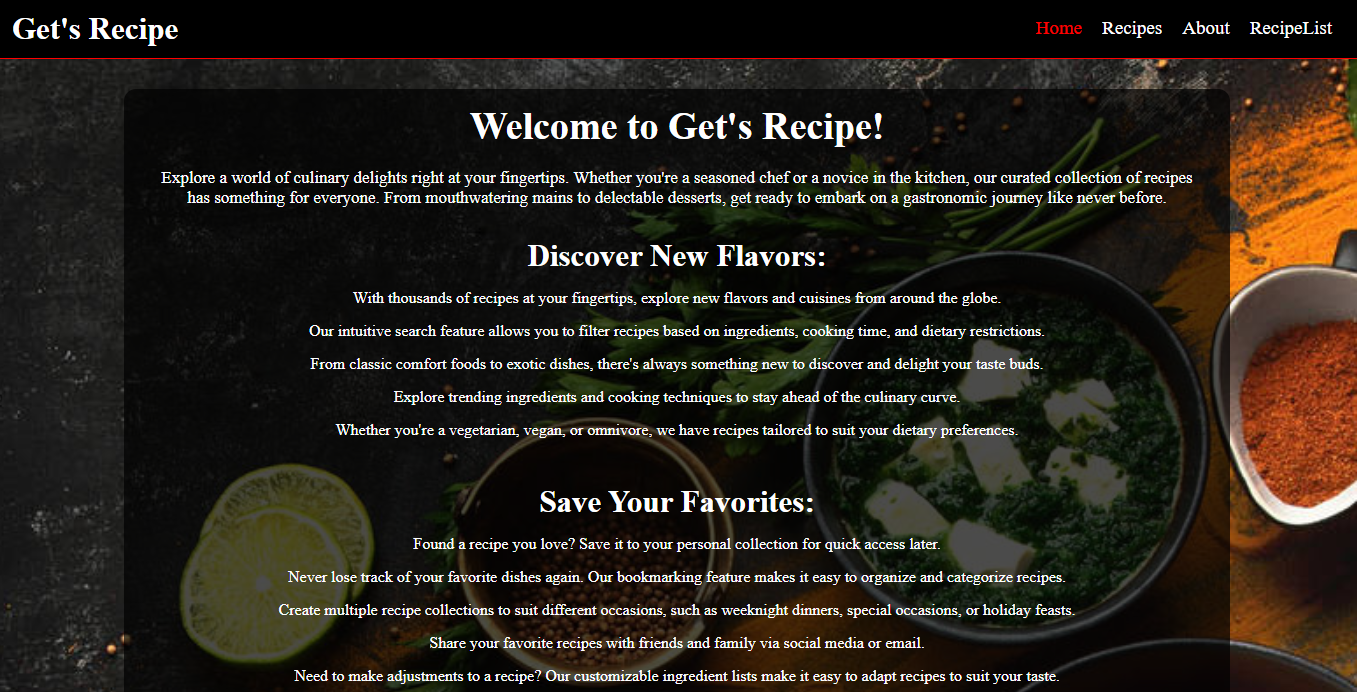 Get's Recipe
Home Recipes About RecipeList
Welcome to Get's Recipe!
Explore a world of culinary delights right at your fingertips. Whether you're a seasoned chef or a novice in the kitchen, our curated collection of recipes
has something for everyone. From mouthwatering mains to delectable desserts, get ready to embark on a gastronomic journey like never before.
Discover New Flavors:
With thousands of recipes at your fingertips, explore new flavors and cuisines from around the globe.
Our intuitive search feature allows you to filter recipes based on ingredients, cooking time, and dietary restrictions.
From classic comfort foods to exotic dishes, there's always something new to discover and delight your taste buds.
Explore trending ingredients and cooking techniques to stay ahead of the culinary curve.
Whether you're a vegetarian, vegan, or omnivore, we have recipes tailored to suit your dietary preferences.
Save Your Favorites:
Found a recipe you love? Save it to your personal collection for quick access later.
Never lose track of your favorite dishes again. Our bookmarking feature makes it easy to organize and categorize recipes.
Create multiple recipe collections to suit different occasions, such as weeknight dinners, special occasions, or holiday feasts.
Share your favorite recipes with friends and family via social media or email.
Need to make adjustments to a recipe? Our customizable ingredient lists make it easy to adapt recipes to suit your taste.